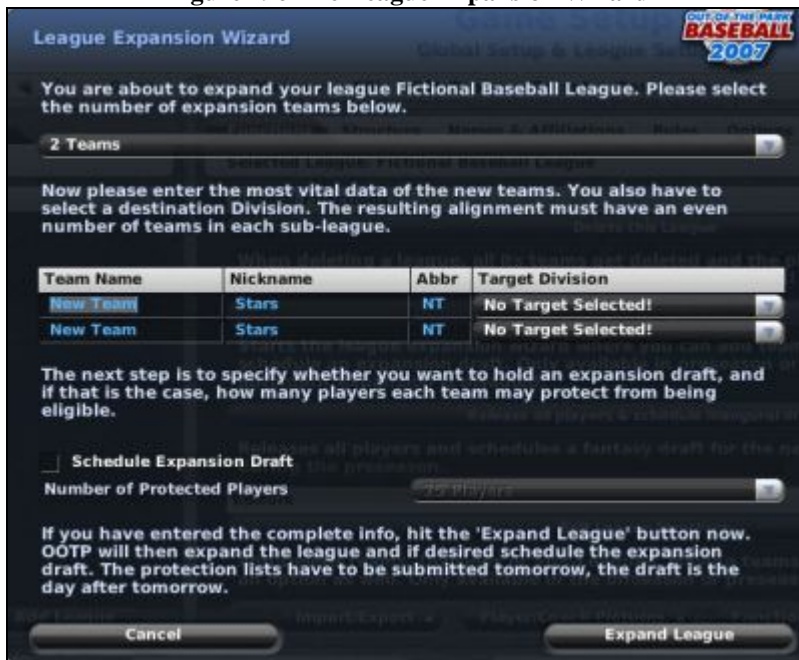 League Expansion Wizard
OUT OF THE PARK
BASEBALL
2007
You are about to expand your league Fictional Baseball League. Please select
the number of expansion teams below.
2 Teams
Now please enter the most vital data of the new teams. You also have to
select a destination Division. The resulting alignment must have an even
number of teams in each sub-league.
Team Name Nickname Abbr Target Division
New Team Stars NT No Target Selected!
New Team Stars NT No Target Selected!
The next step is to specify whether you want to hold an expansion draft, and
if that is the case, how many players each team may protect from being
eligible.
Schedule Expansion Draft
Number of Protected Players 25 Players
If you have entered the complete info, hit the 'Expand League' button now.
OOTP will then expand the league and if desired schedule the expansion
draft. The protection lists have to be submitted tomorrow, the draft is the
day after tomorrow.
Cancel Expand League